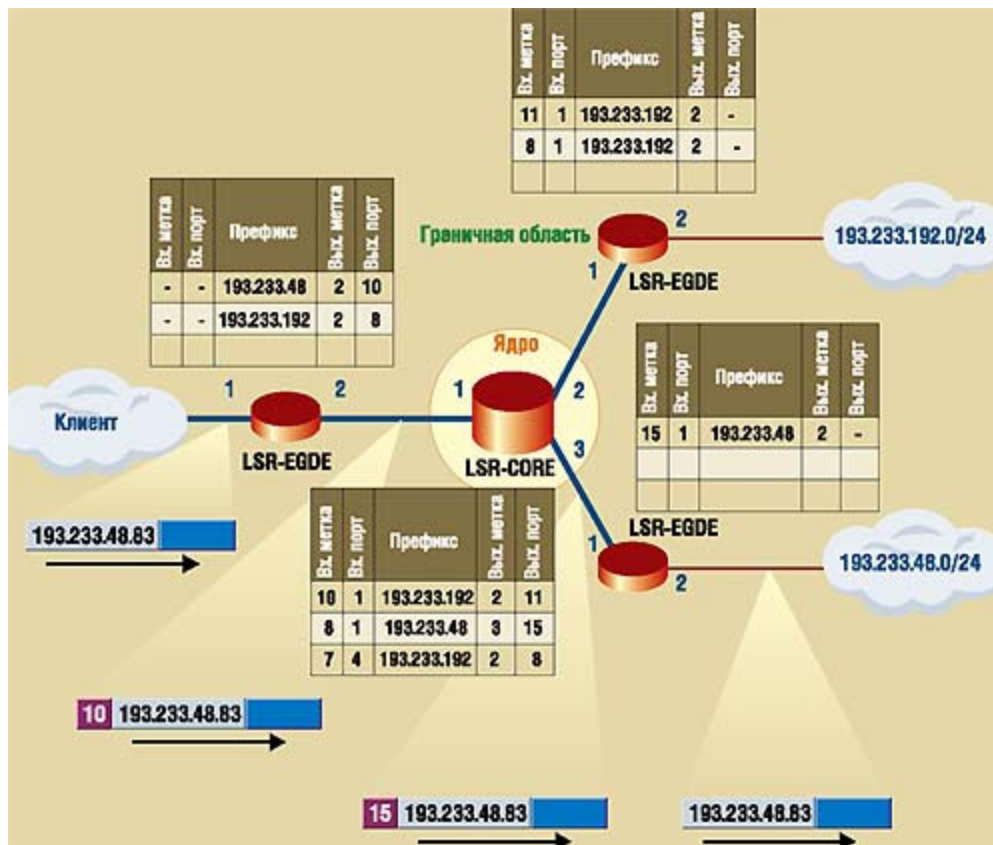 Вх. метка Вх. порт Префикс Вых. метка Вых. порт
11 1 193.233.192 2 -
8 1 193.233.192 2 -
Вх. метка Вх. порт Префикс Вых. метка Вых. порт
- - 193.233.48 2 10
- - 193.233.192 2 8
Граничная область
2
1
LSR-EGDE
193.233.192.0/24
Ядро
Клиент
1
2
LSR-EGDE
1
2
3
LSR-CORE
Вх. метка Вх. порт Префикс Вых. метка Вых. порт
15 1 193.233.48 2 -
LSR-EGDE
1
2
193.233.48.0/24
193.233.48.83
Вх. метка Вх. порт Префикс Вых. метка Вых. порт
10 1 193.233.192 2 11
8 1 193.233.48 3 15
7 4 193.233.192 2 8
10 193.233.48.83
15 193.233.48.83
193.233.48.83